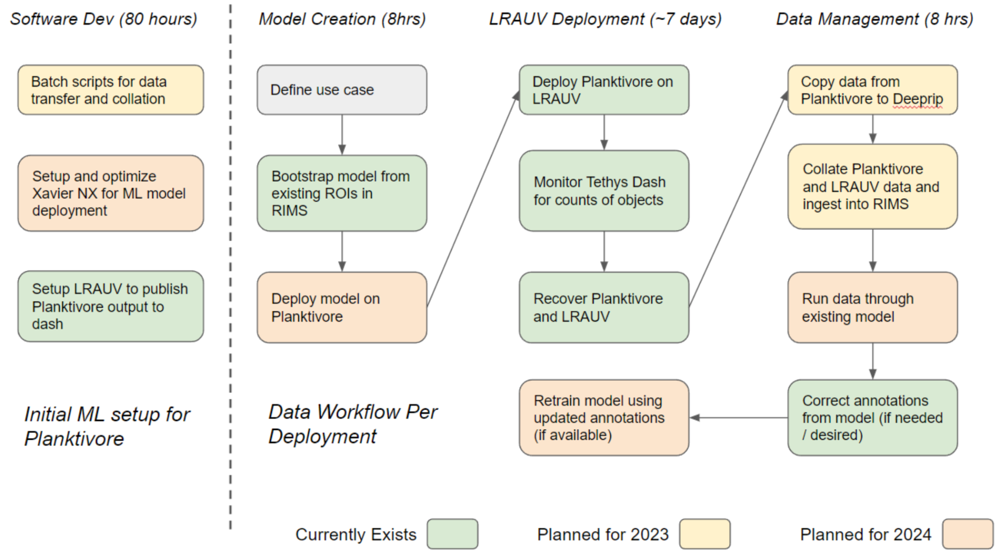 Software Dev (80 hours)
Model Creation (8hrs)
LRAUV Deployment (~7 days)
Data Management (8 hrs)
Batch scripts for data
transfer and collation
Setup and optimize
Xavier NX for ML model
deployment
Setup LRAUV to publish
Planktivore output to
dash
Initial ML setup for
Planktivore
Define use case
Bootstrap model from
existing ROIs in
RIMS
Deploy model on
Planktivore
Data Workflow Per
Deployment
Deploy Planktivore on
LRAUV
Monitor Tethys Dash
for counts of objects
Recover Planktivore
and LRAUV
Copy data from
Planktivore to Deeprip
Collate Planktivore
and LRAUV data and
ingest into RIMS
Run data through
existing model
Correct annotations
from model (if needed
/ desired)
Retrain model using
updated annotations
(if available)
Currently Exists
Planned for 2023
Planned for 2024